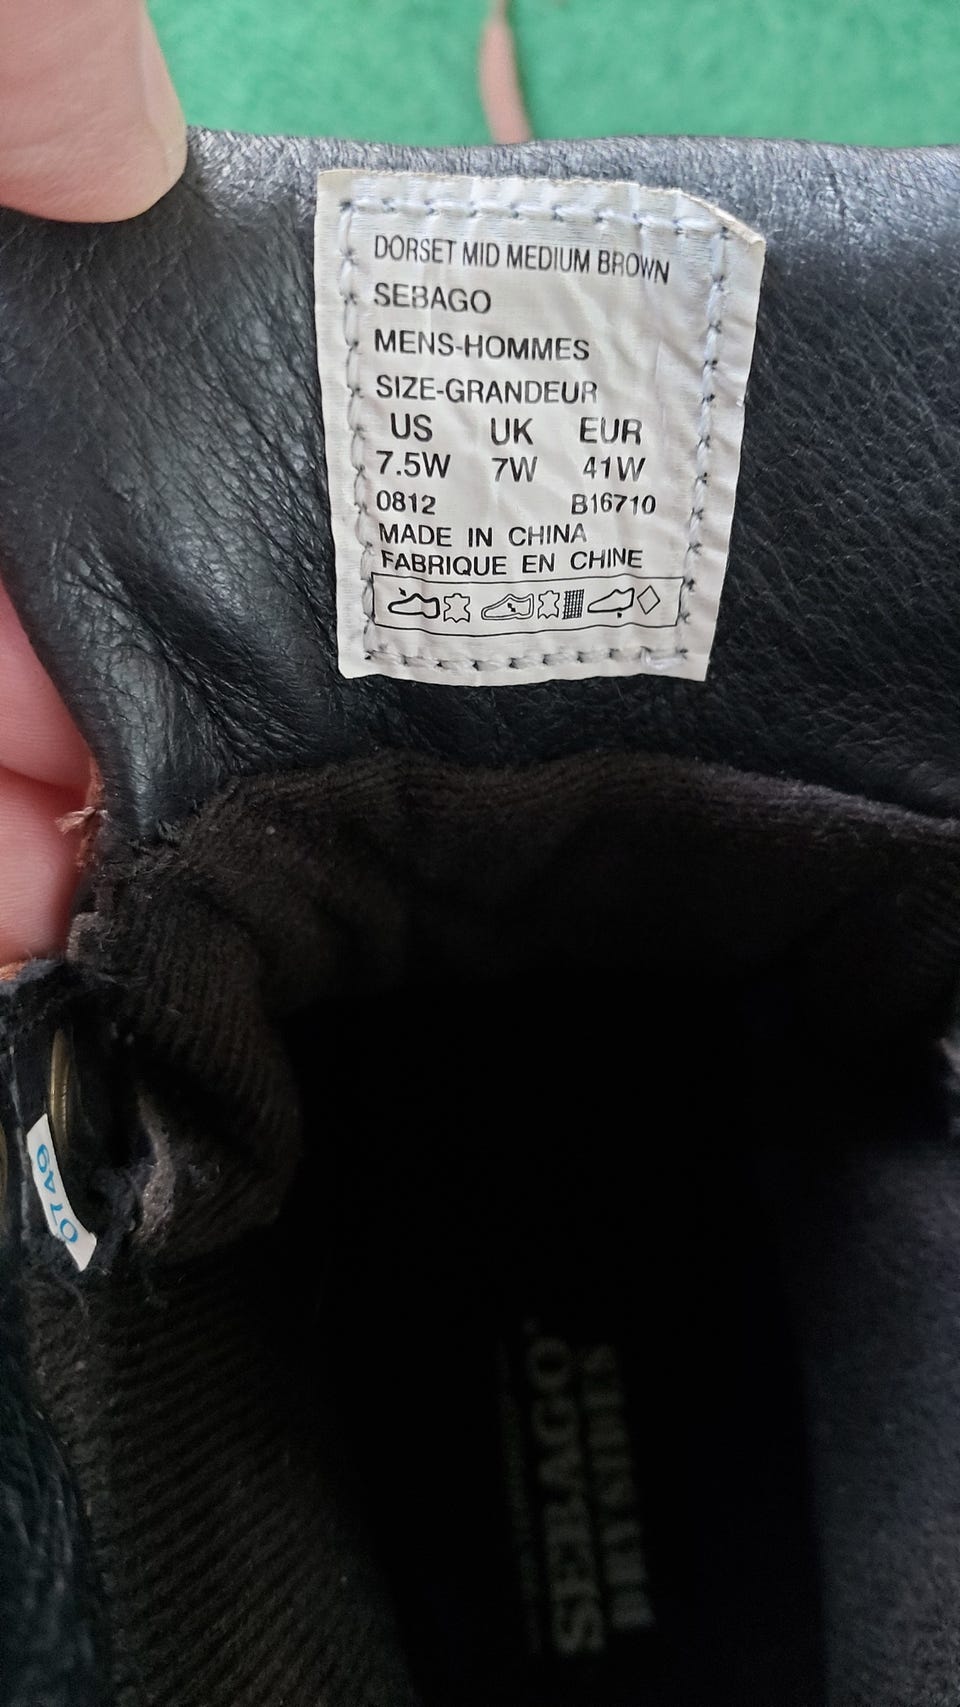 DORSET MID MEDIUM BROWN
SEBAGO
MENS-HOMMES
SIZE-GRANDEUR
US UK EUR
7.5W 7W 41W
0812 B16710
MADE IN CHINA
FABRIQUE EN CHINE
SEBAGO